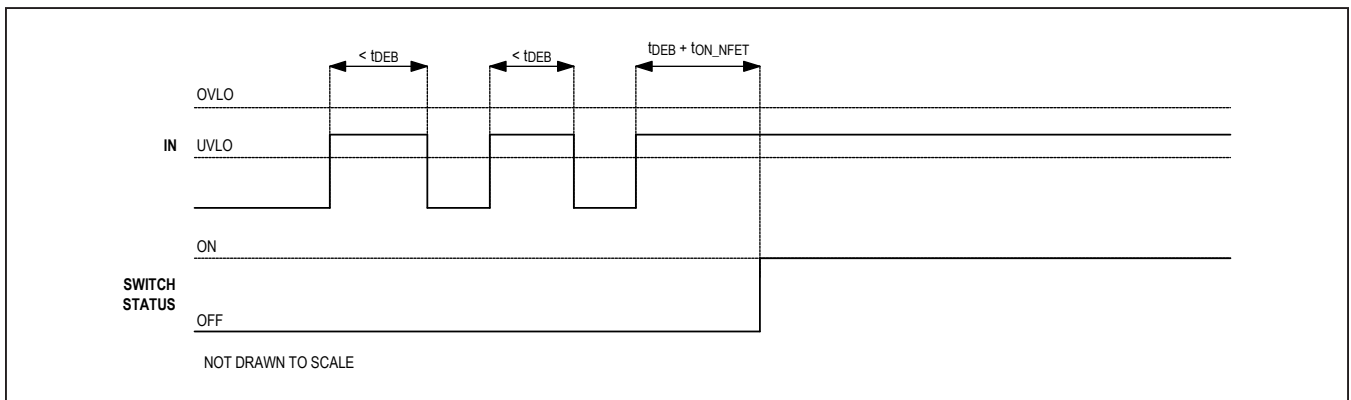 < tDEB < tDEB tDEB + tON_NFET
OVLO
IN UVLO
ON
SWITCH
STATUS
OFF
NOT DRAWN TO SCALE